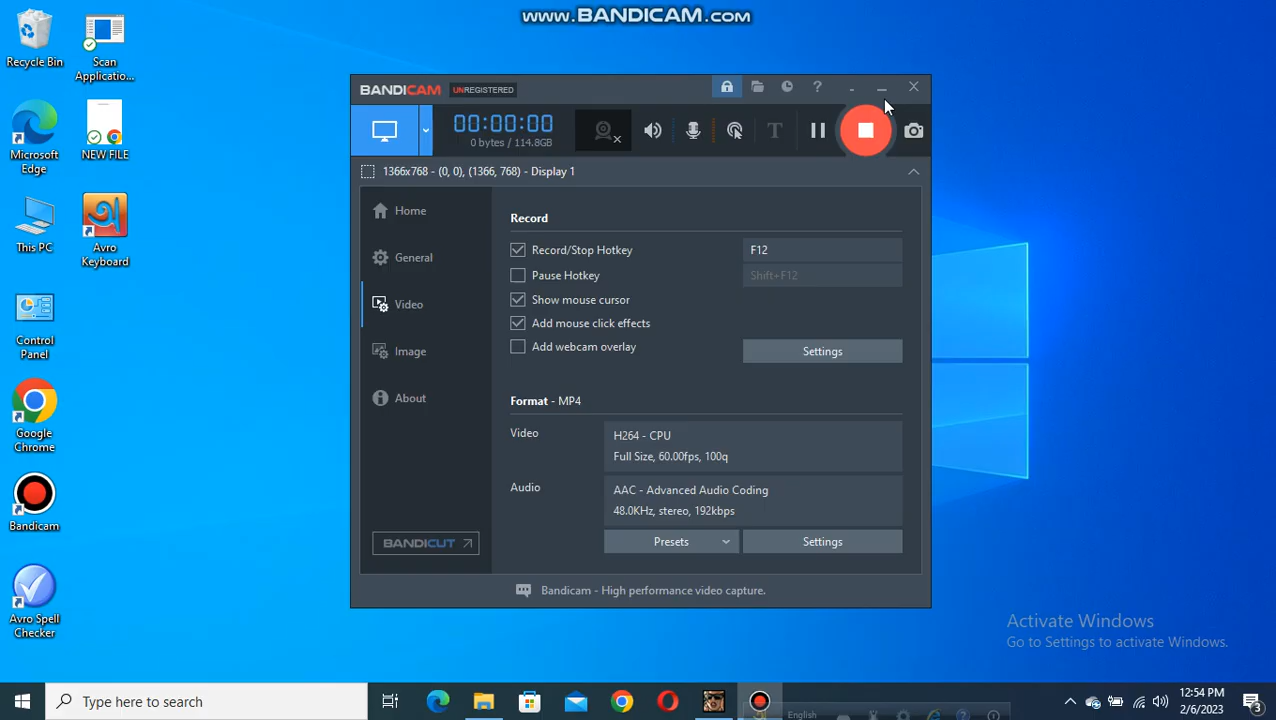 www.BANDICAM.com
Recycle Bin
Scan
Applicatio...
Microsoft
Edge
NEW FILE
This PC
Avro
Keyboard
Control
Panel
Google
Chrome
Bandicam
Avro Spell
Checker
BANDICAM UNREGISTERED
00:00:00
0 bytes / 114.8GB
1366x768 - (0, 0), (1366, 768) - Display 1
Home
General
Video
Image
About
BANDICUT
Record
Record/Stop Hotkey F12
Pause Hotkey Shift+F12
Show mouse cursor
Add mouse click effects
Add webcam overlay Settings
Format - MP4
Video H264 - CPU
Full Size, 60.00fps, 100q
Audio AAC - Advanced Audio Coding
48.0KHz, stereo, 192kbps
Presets Settings
Bandicam - High performance video capture.
Activate Windows
Go to Settings to activate Windows.
Type here to search
English
12:54 PM
2/6/2023
3